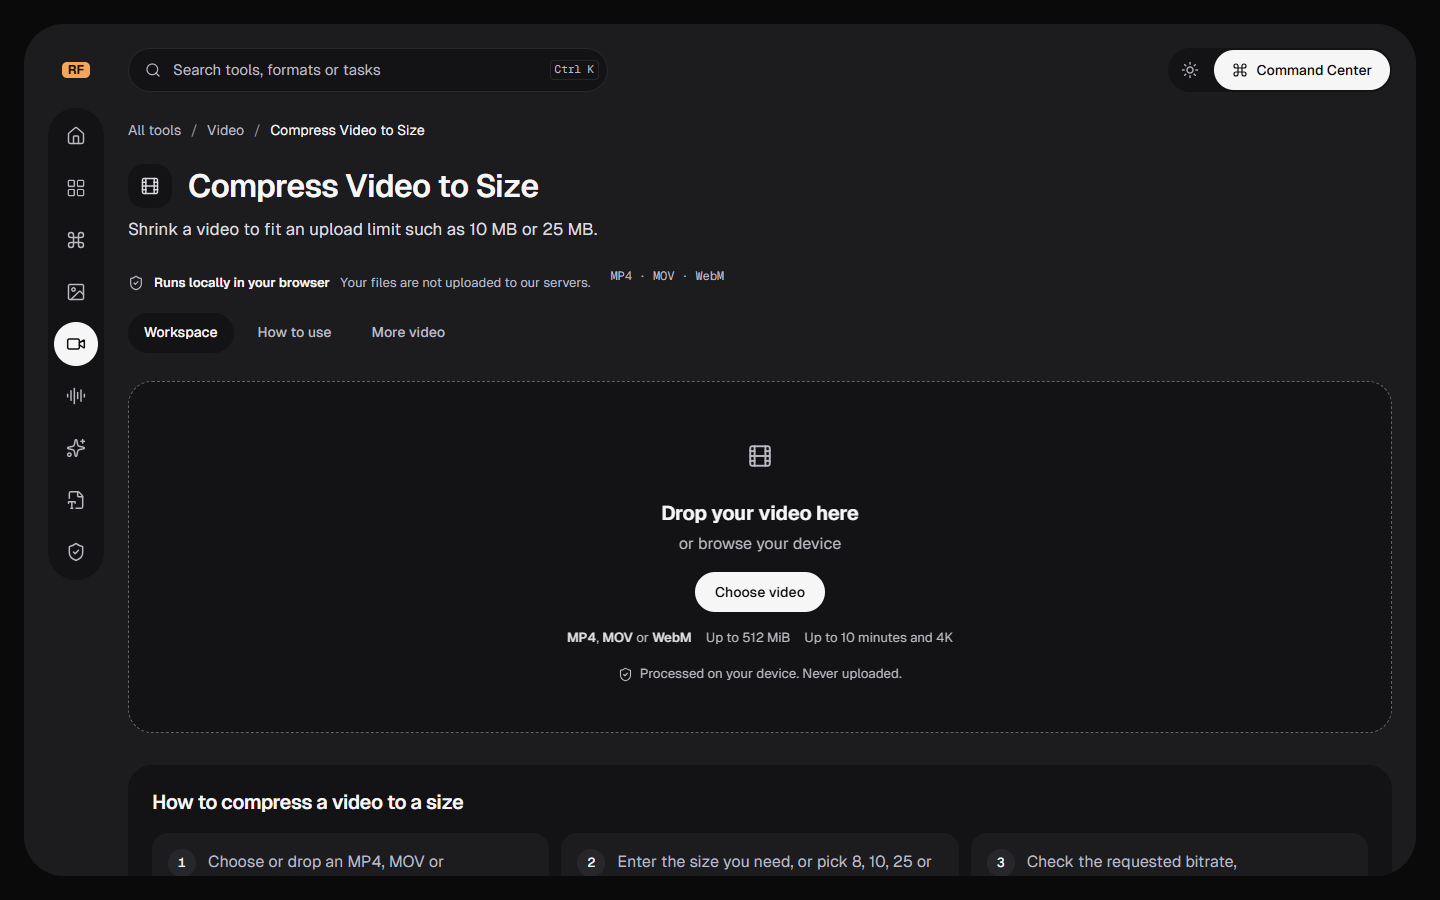 RF
Search tools, formats or tasks
Ctrl K
Command Center
All tools / Video / Compress Video to Size
Compress Video to Size
Shrink a video to fit an upload limit such as 10 MB or 25 MB.
Runs locally in your browser Your files are not uploaded to our servers. MP4 · MOV · WebM
Workspace
How to use
More video
Drop your video here
or browse your device
Choose video
MP4, MOV or WebM Up to 512 MiB Up to 10 minutes and 4K
Processed on your device. Never uploaded.
How to compress a video to a size
1 Choose or drop an MP4, MOV or
2 Enter the size you need, or pick 8, 10, 25 or
3 Check the requested bitrate,